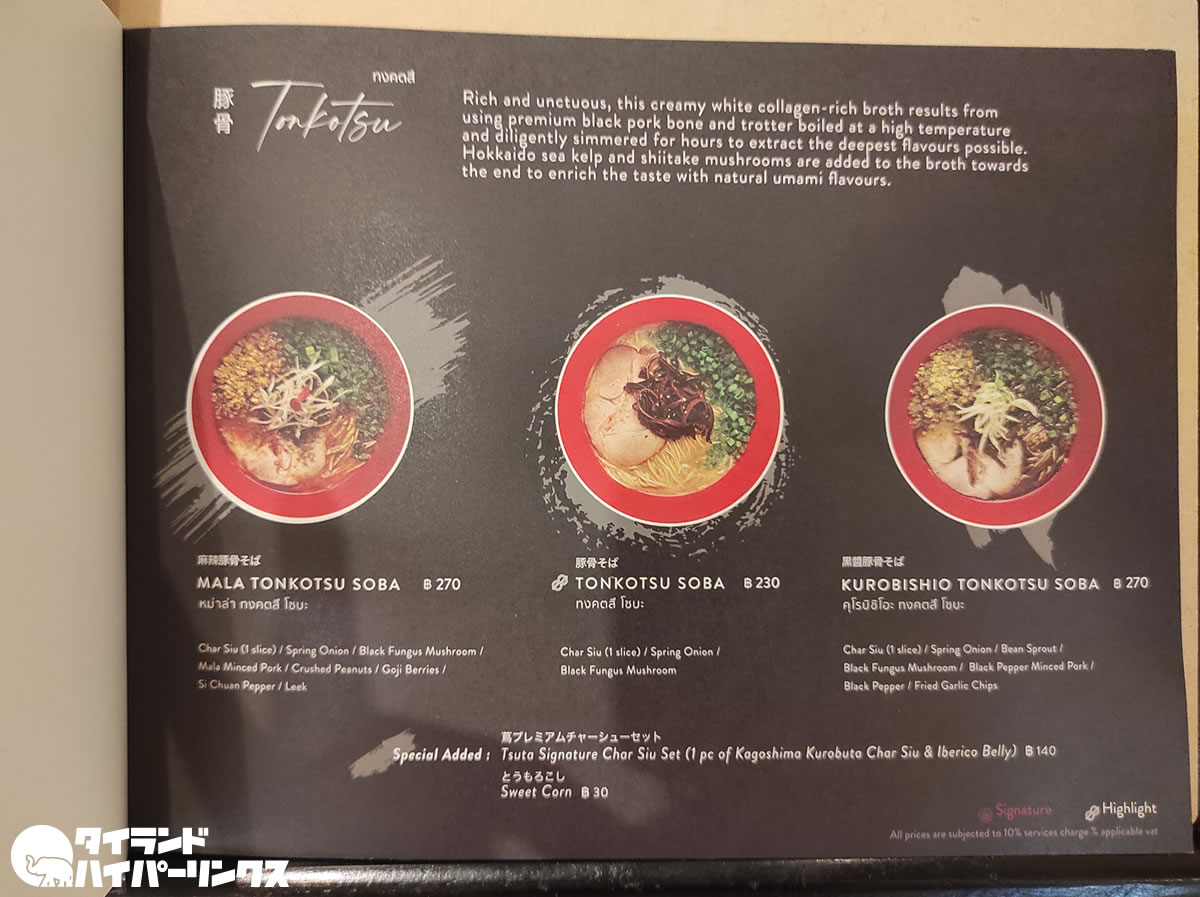 ทงคตสึ
豚骨 Tonkotsu
Rich and unctuous, this creamy white collagen-rich broth results from
using premium black pork bone and trotter boiled at a high temperature
and diligently simmered for hours to extract the deepest flavours possible.
Hokkaido sea kelp and shiitake mushrooms are added to the broth towards
the end to enrich the taste with natural umami flavours.
麻辣豚骨そば
MALA TONKOTSU SOBA ฿ 270
หม่าล่า ทงคตสึ โซบะ
Char Siu (1 slice) / Spring Onion / Black Fungus Mushroom /
Mala Minced Pork / Crushed Peanuts / Goji Berries /
Si Chuan Pepper / Leek
豚骨そば
TONKOTSU SOBA ฿ 230
ทงคตสึ โซบะ
Char Siu (1 slice) / Spring Onion /
Black Fungus Mushroom
黒醬豚骨そば
KUROBISHIO TONKOTSU SOBA ฿ 270
คุโรบิชิโอะ ทงคตสึ โซบะ
Char Siu (1 slice) / Spring Onion / Bean Sprout /
Black Fungus Mushroom / Black Pepper Minced Pork /
Black Pepper / Fried Garlic Chips
蔦プレミアムチャーシューセット
Special Added : Tsuta Signature Char Siu Set (1 pc of Kagoshima Kurobuta Char Siu & Iberico Belly) ฿ 140
とうもろこし
Sweet Corn ฿ 30
Signature Highlight
All prices are subjected to 10% services charge % applicable vat
タイランド
ハイパーリンクス